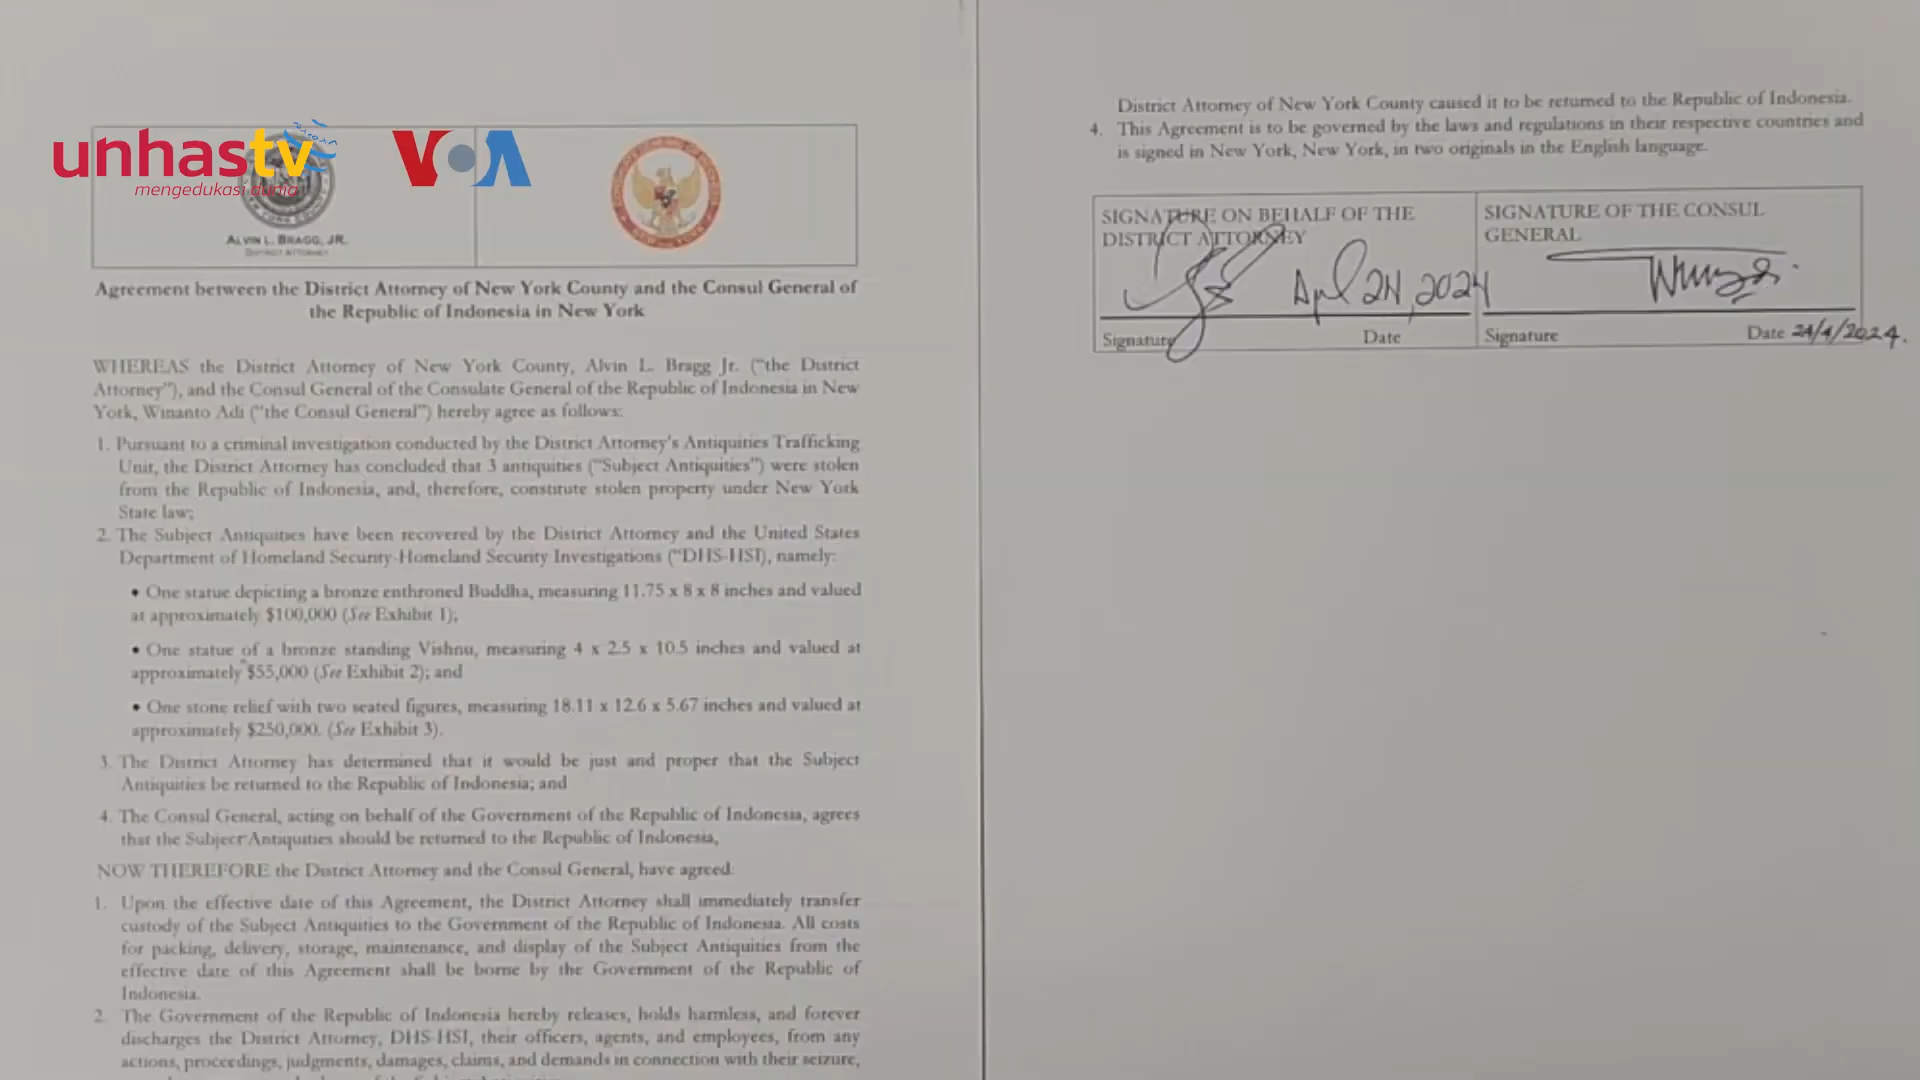 unhastv
mengedukasi dunia
VOA
ALVIN L. BRAGG, JR.
DISTRICT ATTORNEY
Agreement between the District Attorney of New York County and the Consul General of
the Republic of Indonesia in New York
WHEREAS the District Attorney of New York County, Alvin L. Bragg Jr. ("the District
Attorney"), and the Consul General of the Consulate General of the Republic of Indonesia in New
York, Winanto Adi ("the Consul General") hereby agree as follows:
1. Pursuant to a criminal investigation conducted by the District Attorney's Antiquities Trafficking
Unit, the District Attorney has concluded that 3 antiquities ("Subject Antiquities") were stolen
from the Republic of Indonesia, and, therefore, constitute stolen property under New York
State law;
2. The Subject Antiquities have been recovered by the District Attorney and the United States
Department of Homeland Security-Homeland Security Investigations ("DHS-HSI), namely:
• One statue depicting a bronze enthroned Buddha, measuring 11.75 x 8 x 8 inches and valued
at approximately $100,000 (See Exhibit 1);
• One statue of a bronze standing Vishnu, measuring 4 x 2.5 x 10.5 inches and valued at
approximately $55,000 (See Exhibit 2); and
• One stone relief with two seated figures, measuring 18.11 x 12.6 x 5.67 inches and valued at
approximately $250,000. (See Exhibit 3).
3. The District Attorney has determined that it would be just and proper that the Subject
Antiquities be returned to the Republic of Indonesia; and
4. The Consul General, acting on behalf of the Government of the Republic of Indonesia, agrees
that the Subject Antiquities should be returned to the Republic of Indonesia,
NOW THEREFORE the District Attorney and the Consul General, have agreed:
1. Upon the effective date of this Agreement, the District Attorney shall immediately transfer
custody of the Subject Antiquities to the Government of the Republic of Indonesia. All costs
for packing, delivery, storage, maintenance, and display of the Subject Antiquities from the
effective date of this Agreement shall be borne by the Government of the Republic of
Indonesia.
2. The Government of the Republic of Indonesia hereby releases, holds harmless, and forever
discharges the District Attorney, DHS-HSI, their officers, agents, and employees, from any
actions, proceedings, judgments, damages, claims, and demands in connection with their seizure,
District Attorney of New York County caused it to be returned to the Republic of Indonesia.
4. This Agreement is to be governed by the laws and regulations in their respective countries and
is signed in New York, New York, in two originals in the English language.
SIGNATURE ON BEHALF OF THE
DISTRICT ATTORNEY
April 24, 2024
Signature Date
SIGNATURE OF THE CONSUL
GENERAL
Signature Date 24/4/2024.